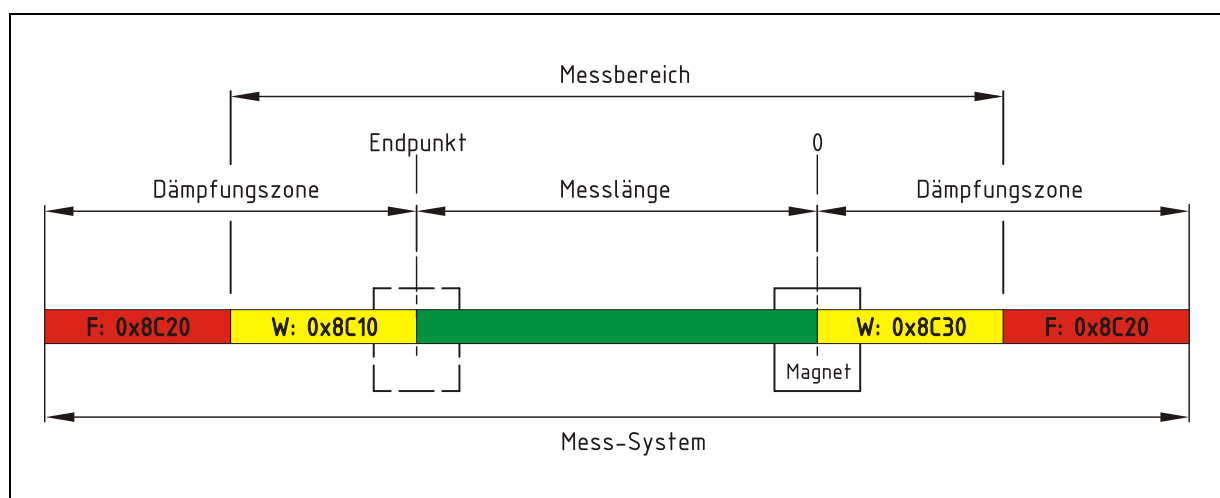 Messbereich
Endpunkt 0
Dämpfungszone Messlänge Dämpfungszone
F: 0x8C20 W: 0x8C10 W: 0x8C30 F: 0x8C20
Magnet
Mess-System